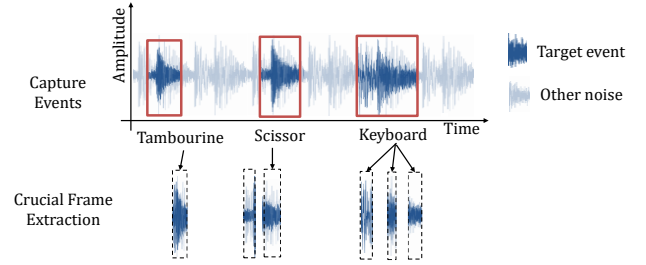 Amplitude
Capture
Events
Target event
Other noise
Tambourine
Scissor
Keyboard
Time
Crucial Frame
Extraction